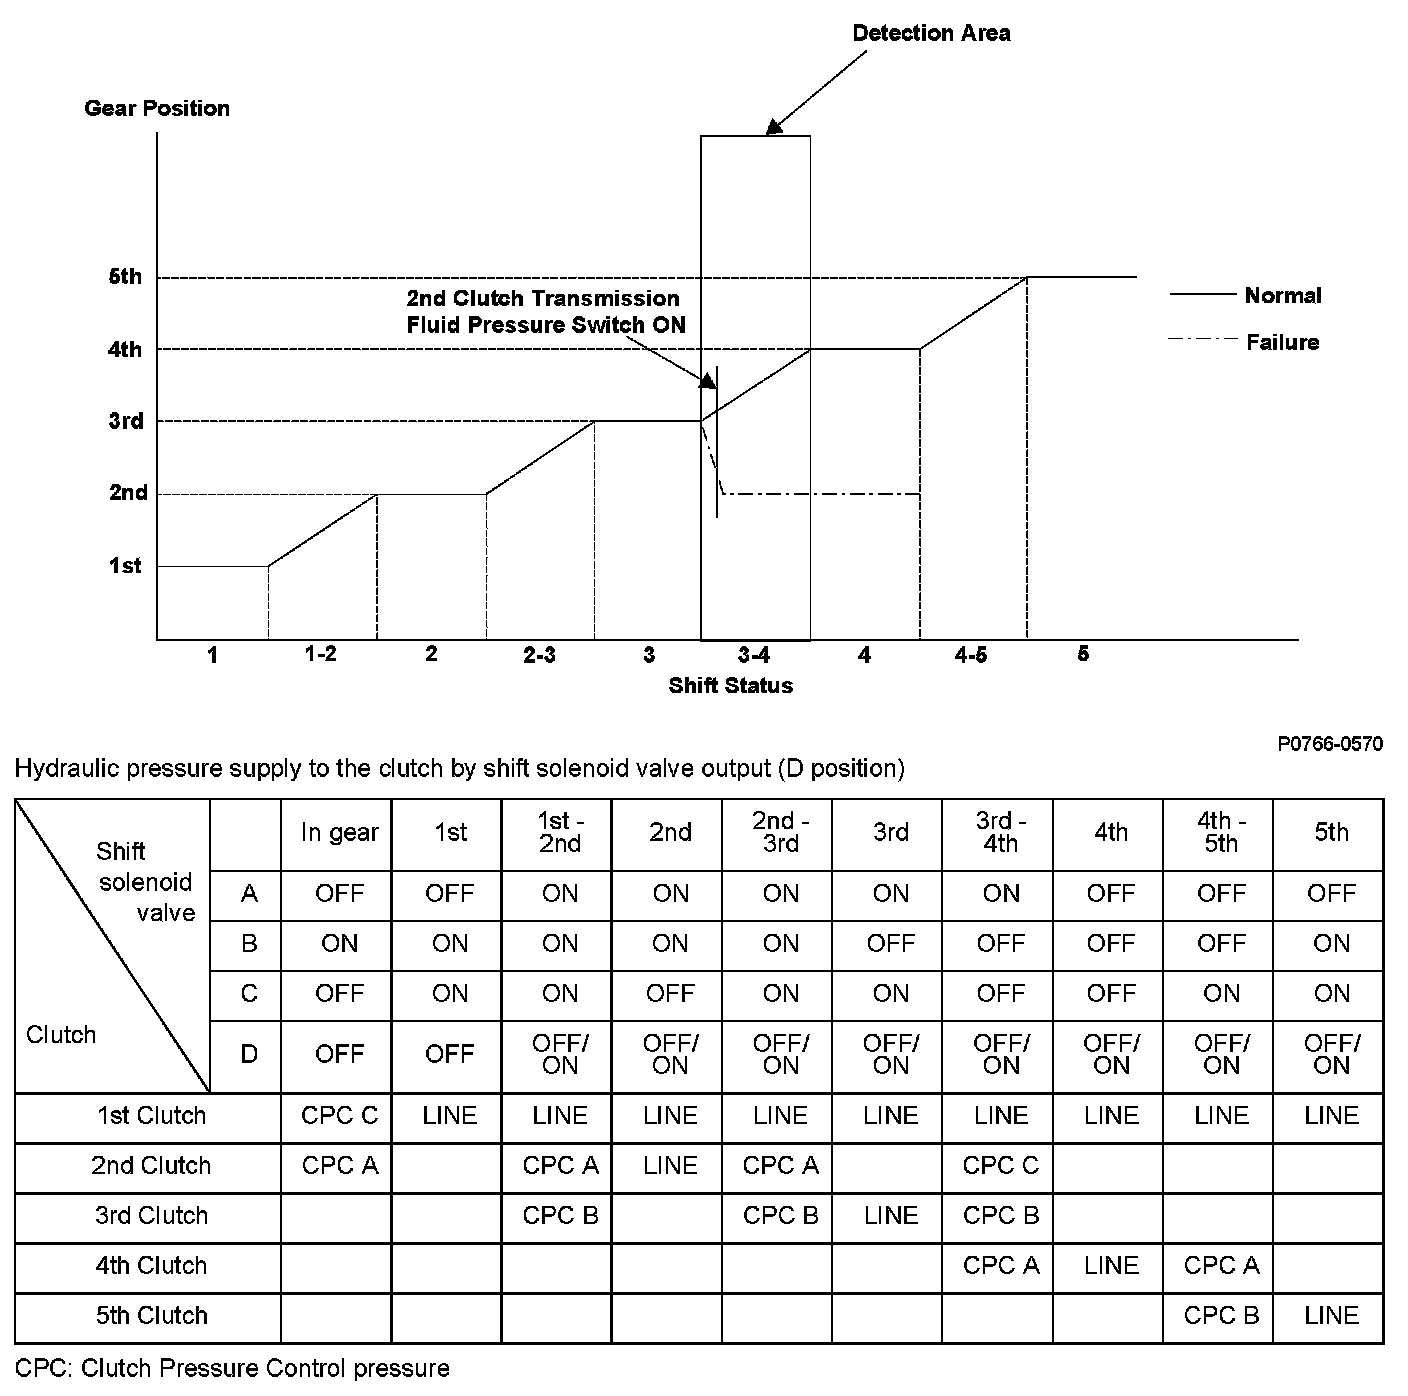 Detection Area
Gear Position
5th
2nd Clutch Transmission
Fluid Pressure Switch ON
Normal
4th
Failure
3rd
2nd
1st
1 1-2 2 2-3 3 3-4 4 4-5 5
Shift Status
P0766-0570
Hydraulic pressure supply to the clutch by shift solenoid valve output (D position)
Shift
solenoid
valve
Clutch
In gear 1st 1st - 2nd 2nd 2nd - 3rd 3rd 3rd - 4th 4th 4th - 5th 5th
A OFF OFF ON ON ON ON ON OFF OFF OFF
B ON ON ON ON ON OFF OFF OFF OFF ON
C OFF ON ON OFF ON ON OFF OFF ON ON
D OFF OFF OFF/ON OFF/ON OFF/ON OFF/ON OFF/ON OFF/ON OFF/ON OFF/ON
1st Clutch CPC C LINE LINE LINE LINE LINE LINE LINE LINE LINE
2nd Clutch CPC A CPC A LINE CPC A CPC C
3rd Clutch CPC B CPC B LINE CPC B
4th Clutch CPC A LINE CPC A
5th Clutch CPC B LINE
CPC: Clutch Pressure Control pressure